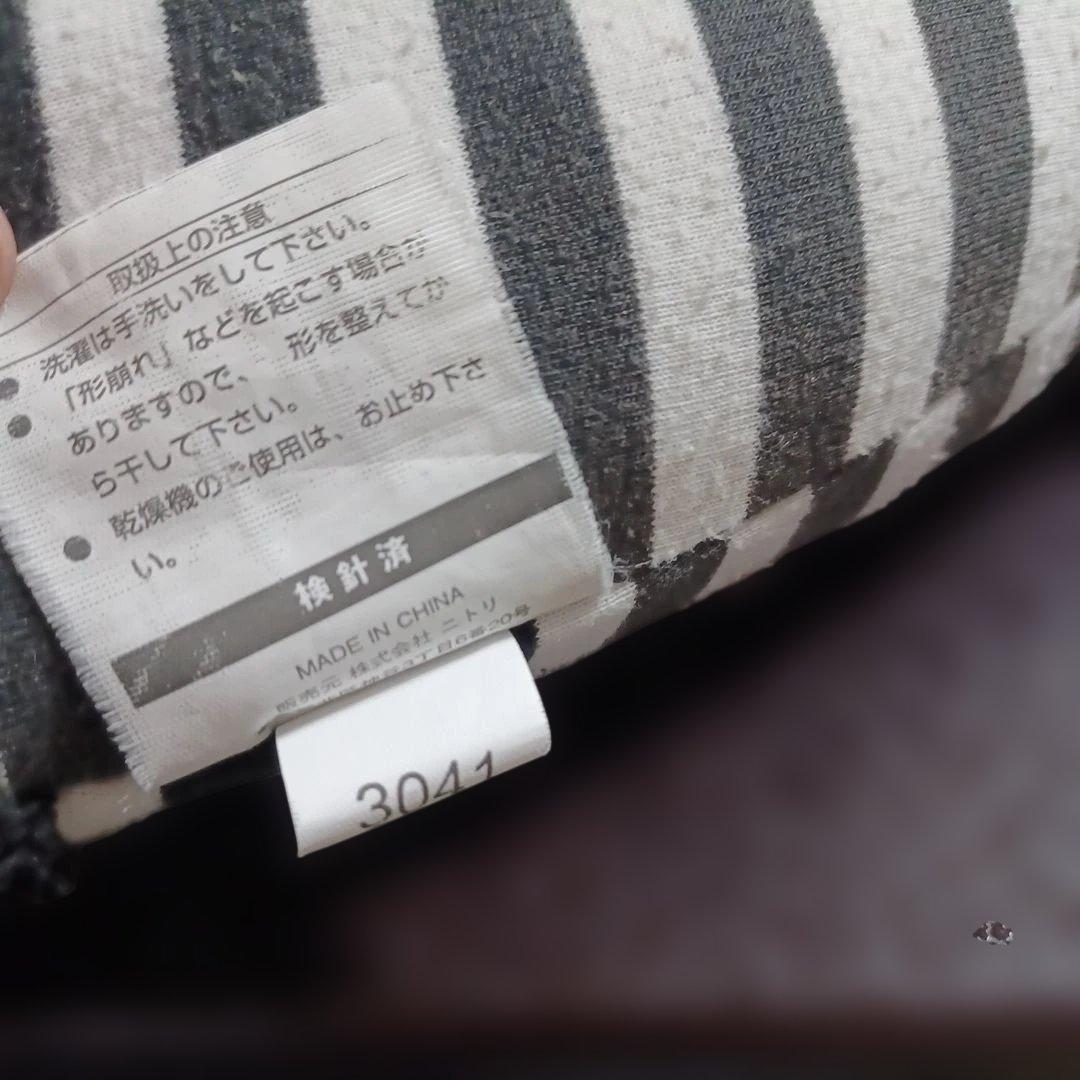 取扱上の注意
● 洗濯は手洗いをして下さい。
● 「形崩れ」などを起こす場合が
ありますので、 形を整えてか
ら干して下さい。
● 乾燥機のご使用は、お止め下さ
い。
検針済
MADE IN CHINA
販売元 株式会社 ニトリ
3041